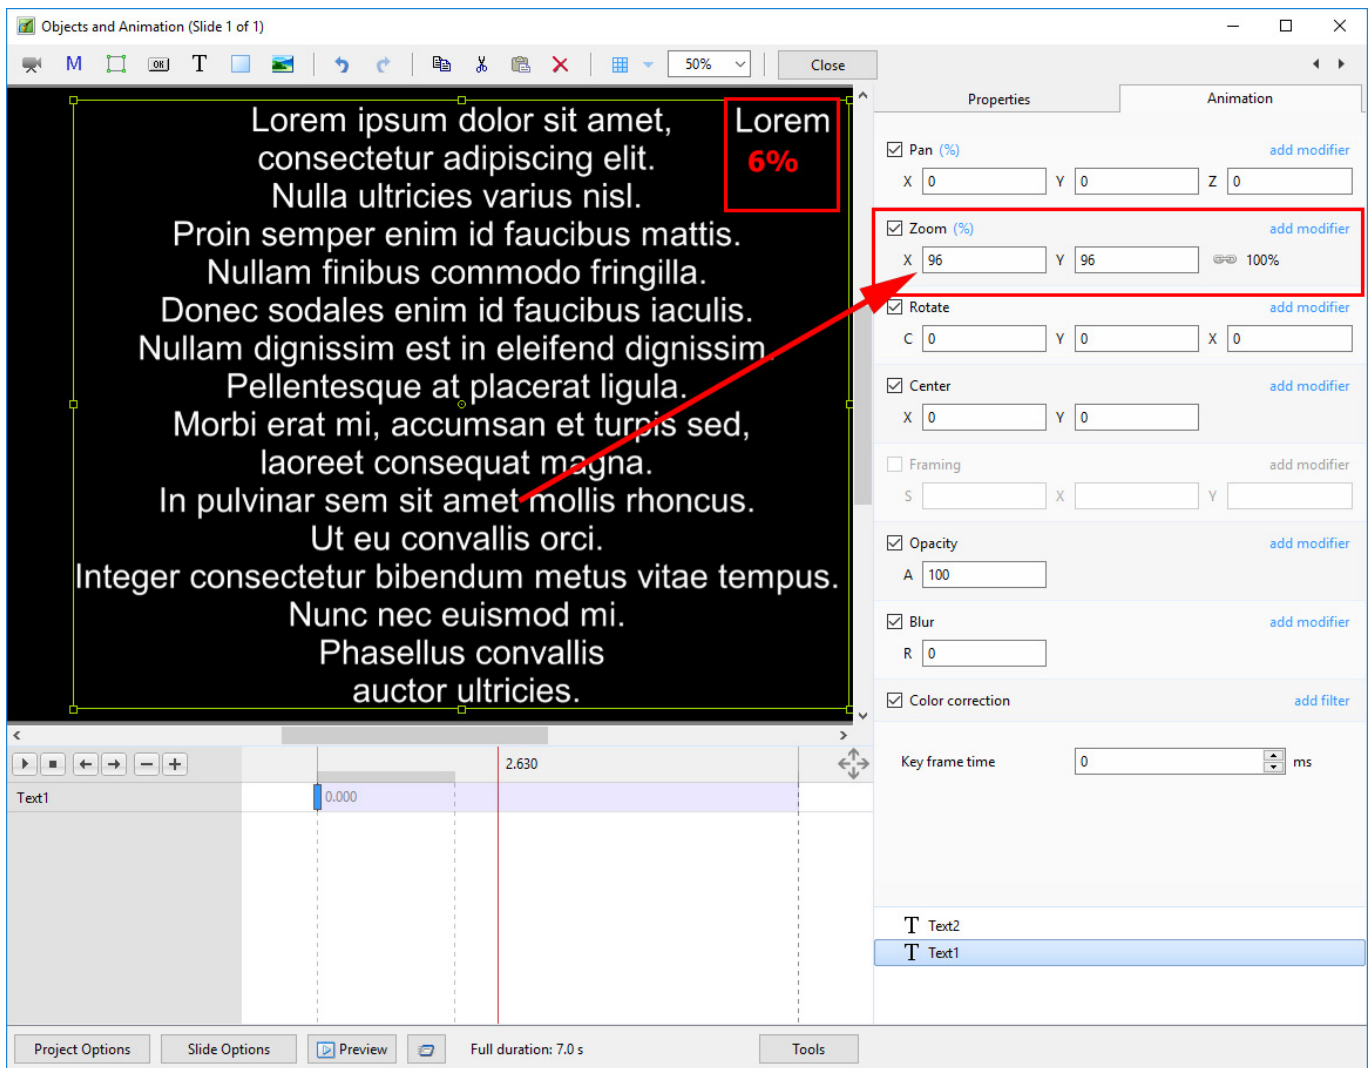 Objects and Animation (Slide 1 of 1)
M OK T 50% Close
Properties Animation
Lorem ipsum dolor sit amet,
consectetur adipiscing elit.
Nulla ultricies varius nisl.
Proin semper enim id faucibus mattis.
Nullam finibus commodo fringilla.
Donec sodales enim id faucibus iaculis.
Nullam dignissim est in eleifend dignissim.
Pellentesque at placerat ligula.
Morbi erat mi, accumsan et turpis sed,
laoreet consequat magna.
In pulvinar sem sit amet mollis rhoncus.
Ut eu convallis orci.
Integer consectetur bibendum metus vitae tempus.
Nunc nec euismod mi.
Phasellus convallis
auctor ultricies.
Lorem
6%
Pan (%) add modifier
X 0 Y 0 Z 0
Zoom (%) add modifier
X 96 Y 96 100%
Rotate add modifier
C 0 Y 0 X 0
Center add modifier
X 0 Y 0
Framing add modifier
S X Y
Opacity add modifier
A 100
Blur add modifier
R 0
Color correction add filter
Key frame time 0 ms
2.630
Text1 0.000
T Text2
T Text1
Project Options Slide Options Preview Full duration: 7.0 s Tools